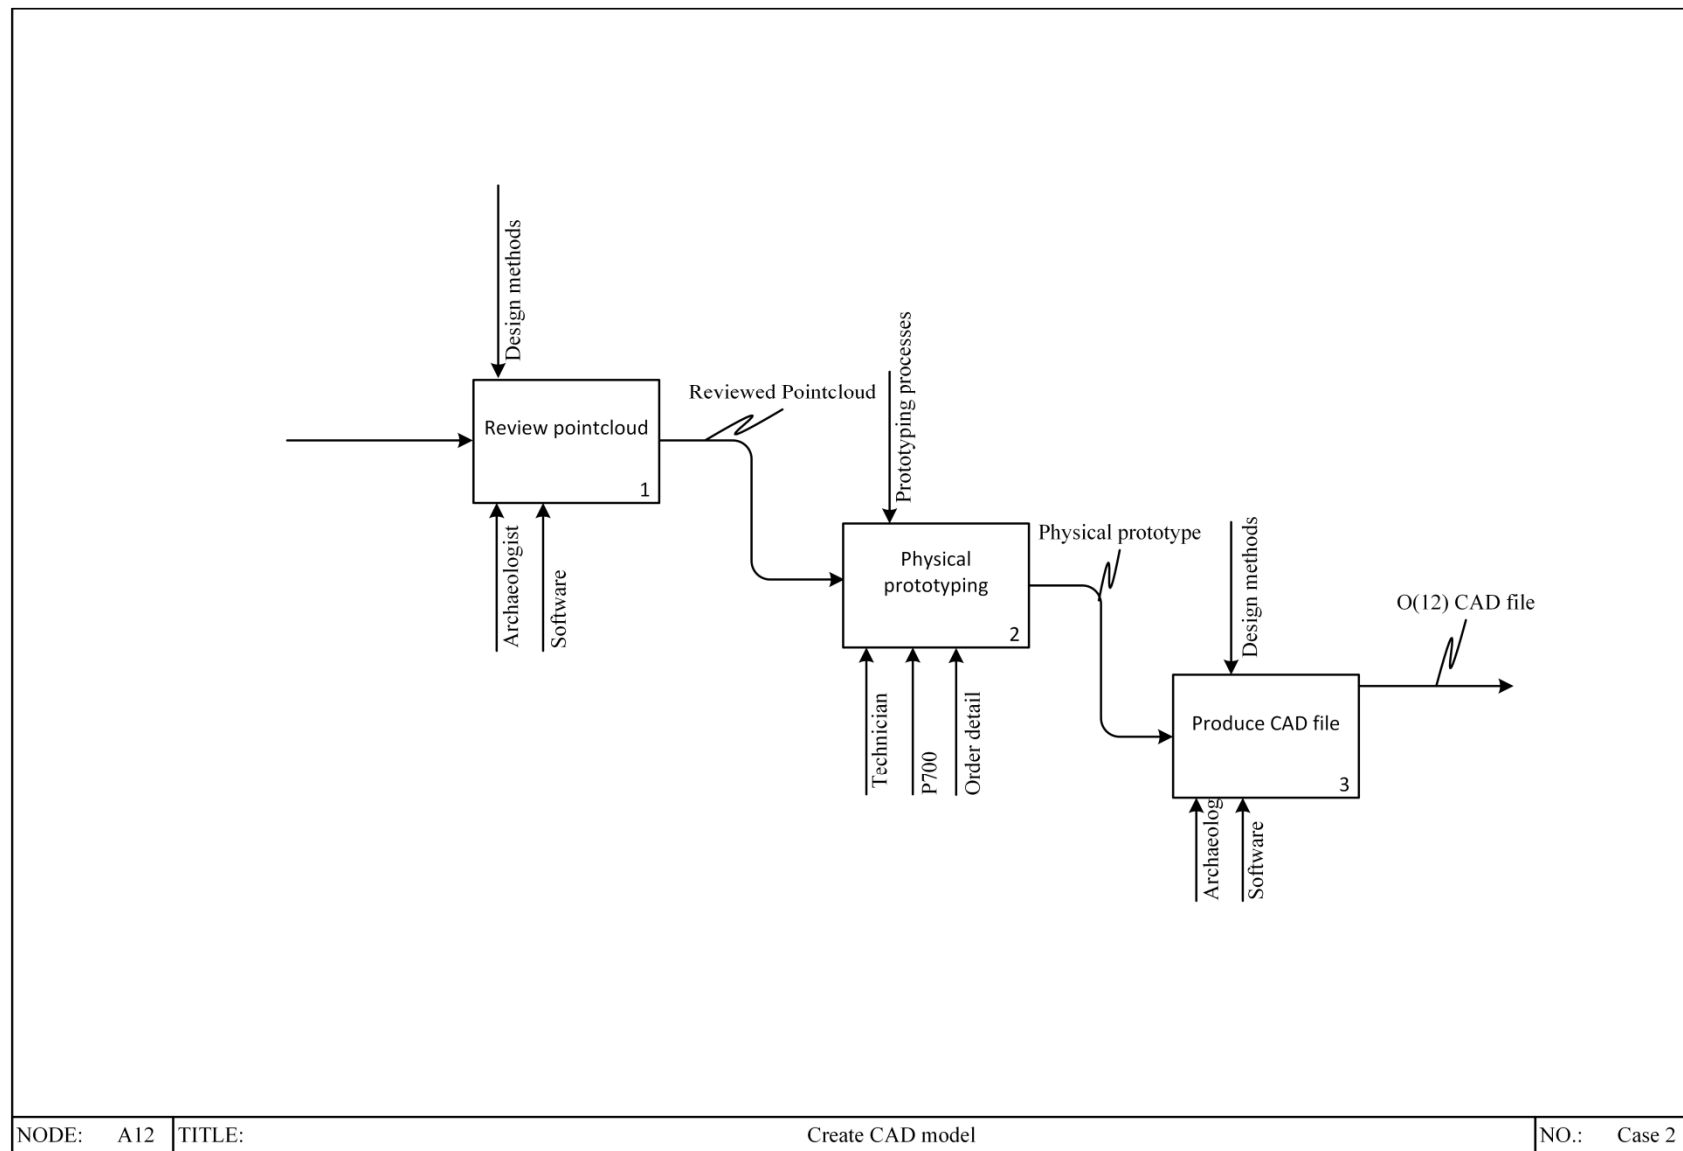 Design methods
Review pointcloud
1
Archaeologist
Software
Reviewed Pointcloud
Prototyping processes
Physical
prototyping
2
Technician
P700
Order detail
Physical prototype
Design methods
Produce CAD file
3
Archaeolog
Software
O(12) CAD file
NODE: A12 TITLE: Create CAD model NO.: Case 2